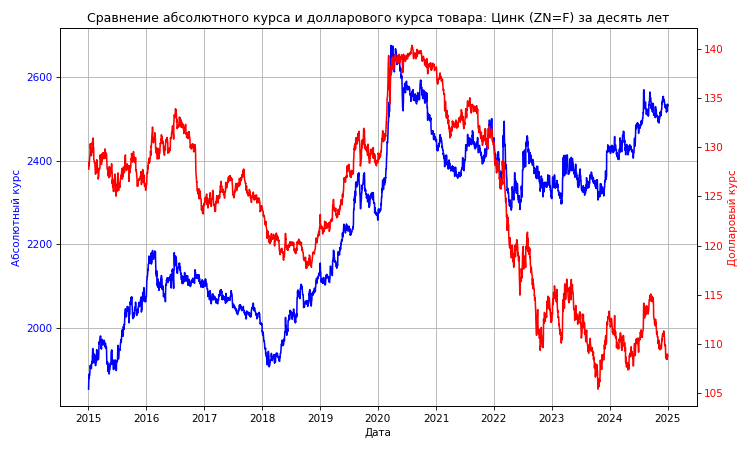 Сравнение абсолютного курса и долларового курса товара: Цинк (ZN=F) за десять лет
Абсолютный курс
2600
2400
2200
2000
140
135
130
125
120
115
110
105
Долларовый курс
2015 2016 2017 2018 2019 2020 2021 2022 2023 2024 2025
Дата